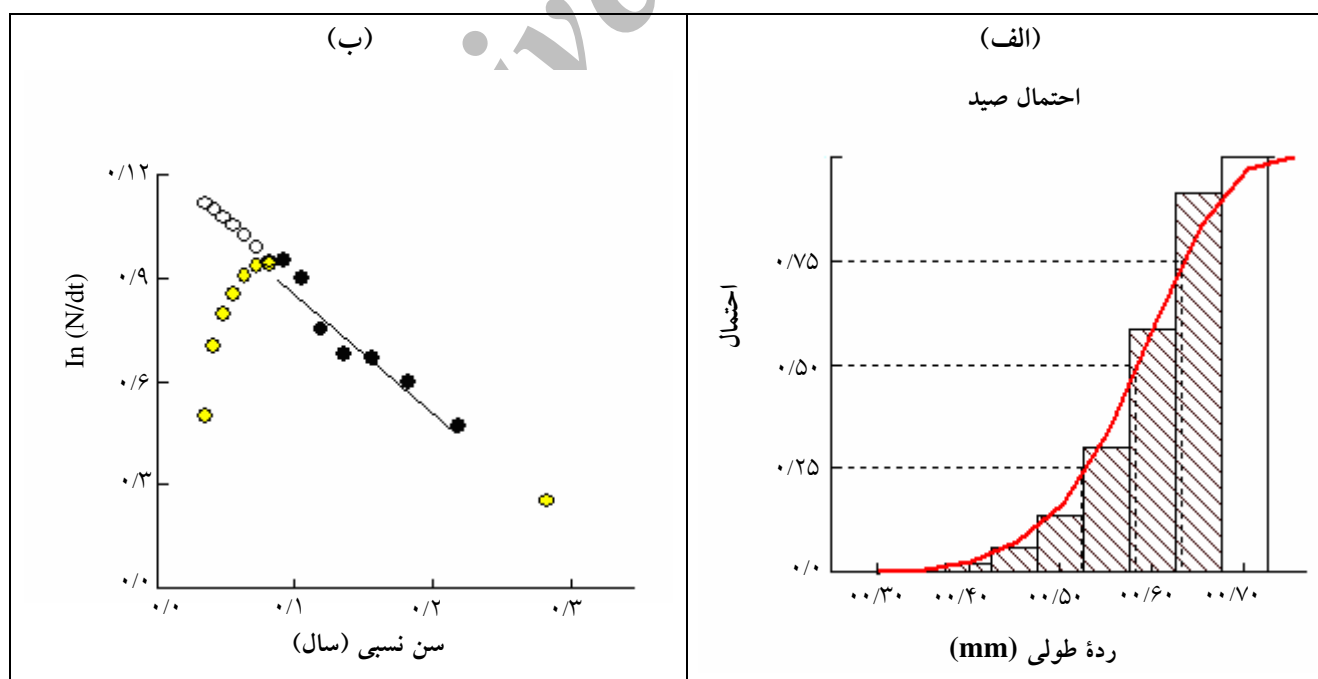 (الف)
احتمال صید
احتمال
۰/۷۵
۰/۵۰
۰/۲۵
۰/۰
۰۰/۳۰ ۰۰/۴۰ ۰۰/۵۰ ۰۰/۶۰ ۰۰/۷۰
ردۀ طولی (mm)
(ب)
ln (N/dt)
۰/۱۲
۰/۹
۰/۶
۰/۳
۰/۰
۰/۰ ۰/۱ ۰/۲ ۰/۳
سن نسبی (سال)